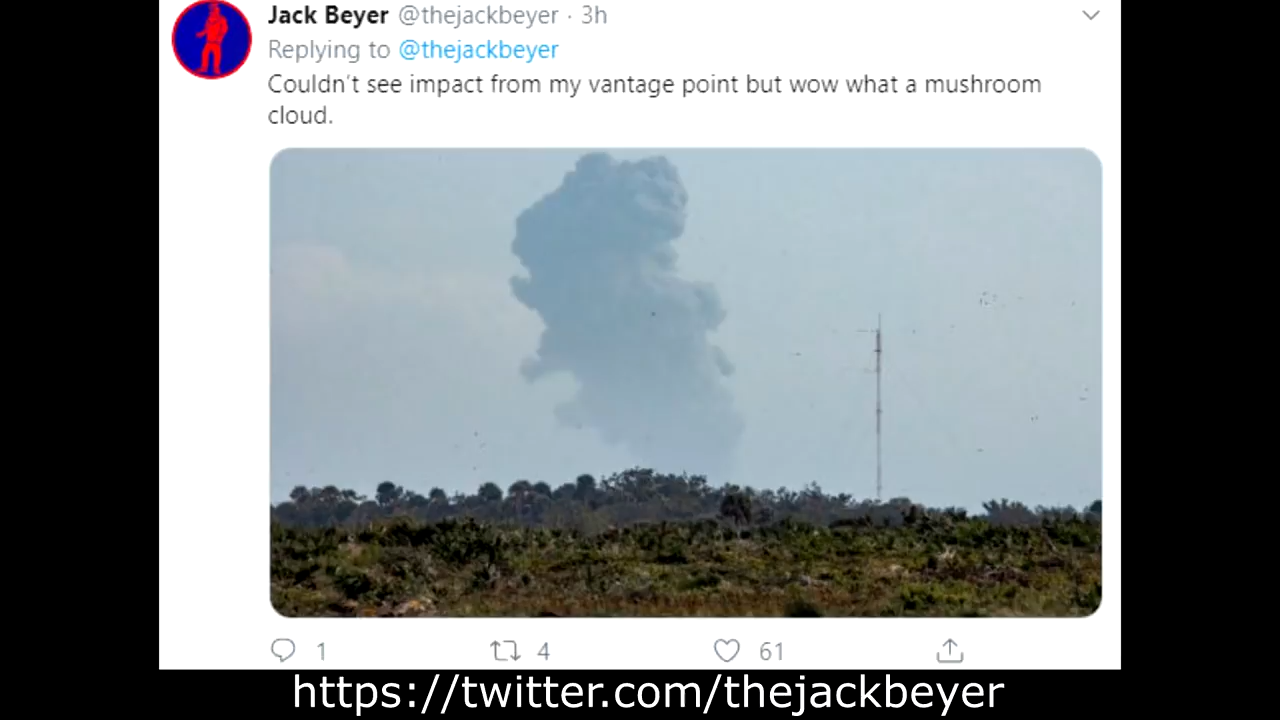 Jack Beyer @thejackbeyer · 3h
Replying to @thejackbeyer
Couldn't see impact from my vantage point but wow what a mushroom
cloud.
1 4 61
https://twitter.com/thejackbeyer